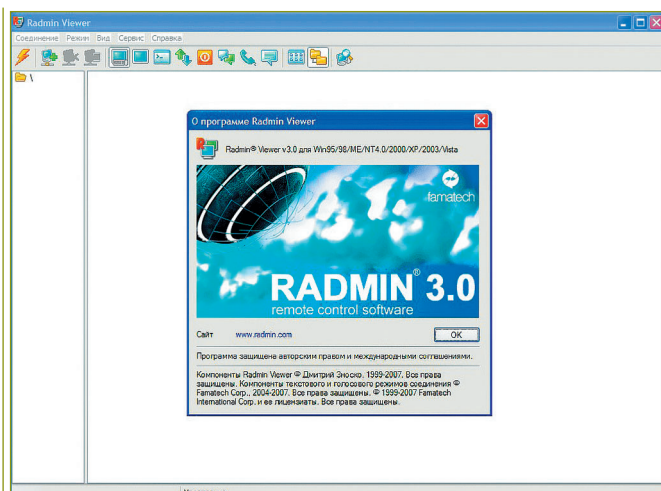 Radmin Viewer
Соединение Режим Вид Сервис Справка
\
О программе Radmin Viewer
Radmin® Viewer v3.0 для Win95/98/ME/NT4.0/2000/XP/2003/Vista
famatech
RADMIN® 3.0
remote control software
Сайт www.radmin.com OK
Программа защищена авторским правом и международными соглашениями.
Компоненты Radmin Viewer © Дмитрий Зноско, 1999-2007. Все права
защищены. Компоненты текстового и голосового режимов соединения ©
Famatech Corp., 2004-2007. Все права защищены. © 1999-2007 Famatech
International Corp. и ее лицензиаты. Все права защищены.